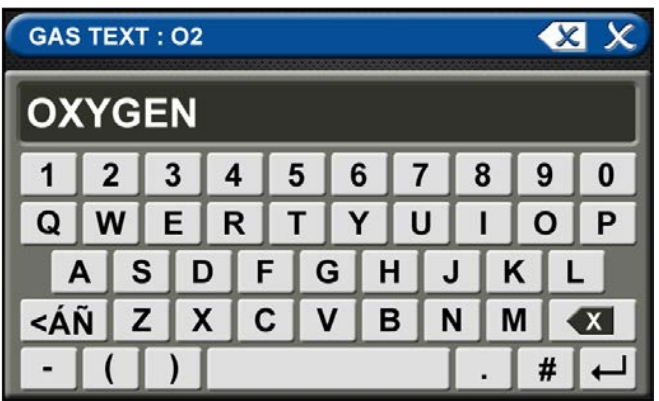 GAS TEXT : O2
OXYGEN
1 2 3 4 5 6 7 8 9 0
Q W E R T Y U I O P
A S D F G H J K L
<ÁÑ Z X C V B N M X
- ( ) . #